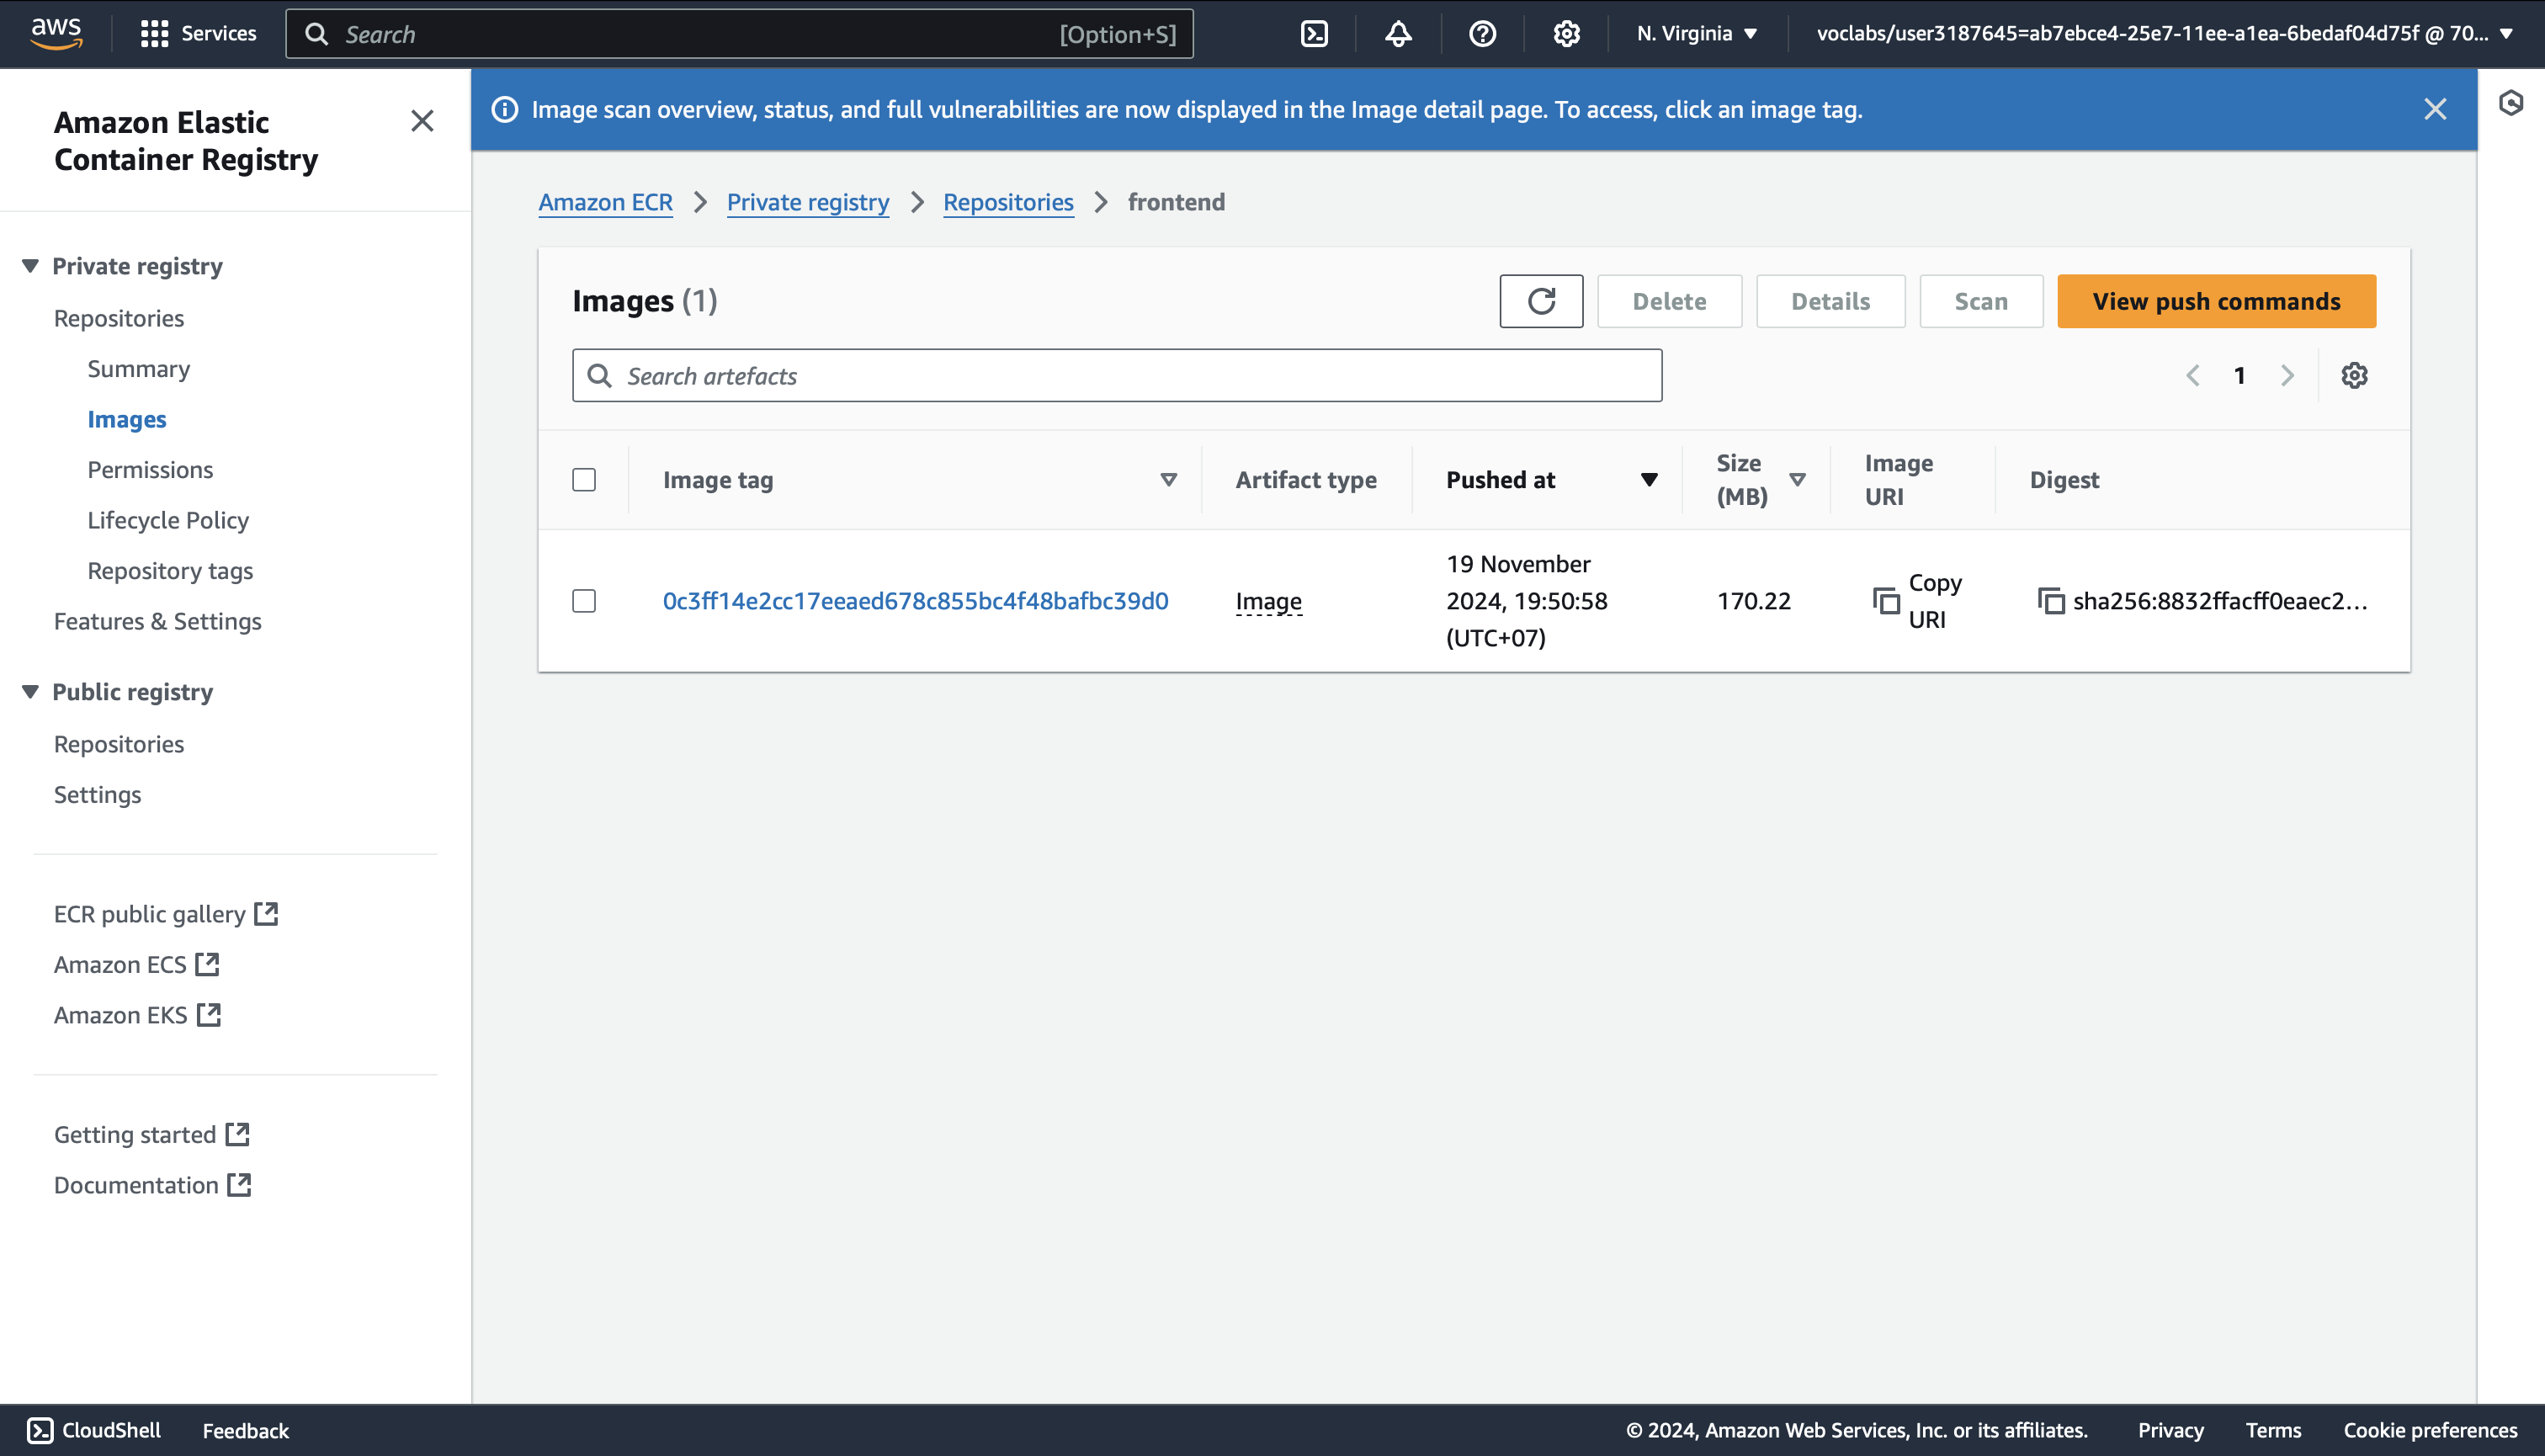 aws
Services
Search
[Option+S]
N. Virginia
voclabs/user3187645=ab7ebce4-25e7-11ee-a1ea-6bedaf04d75f @ 70...
Amazon Elastic
Container Registry
Private registry
Repositories
Summary
Images
Permissions
Lifecycle Policy
Repository tags
Features & Settings
Public registry
Repositories
Settings
ECR public gallery
Amazon ECS
Amazon EKS
Getting started
Documentation
Image scan overview, status, and full vulnerabilities are now displayed in the Image detail page. To access, click an image tag.
Amazon ECR
Private registry
Repositories
frontend
Images (1)
Delete
Details
Scan
View push commands
Search artefacts
1
Image tag
Artifact type
Pushed at
Size
(MB)
Image
URI
Digest
0c3ff14e2cc17eeaed678c855bc4f48bafbc39d0
Image
19 November
2024, 19:50:58
(UTC+07)
170.22
Copy
URI
sha256:8832ffacff0eaec2...
CloudShell
Feedback
© 2024, Amazon Web Services, Inc. or its affiliates.
Privacy
Terms
Cookie preferences